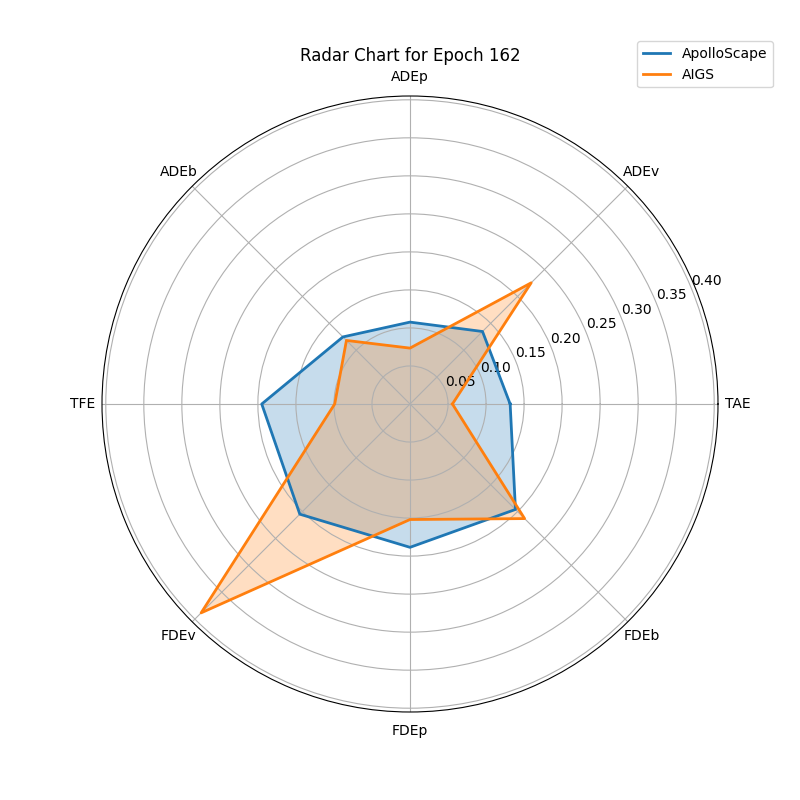 Radar Chart for Epoch 162
ApolloScape
AIGS
ADEp
ADEb
ADEv
0.40
0.35
0.30
0.25
0.20
0.15
0.10
0.05
TFE
TAE
FDEv
FDEb
FDEp